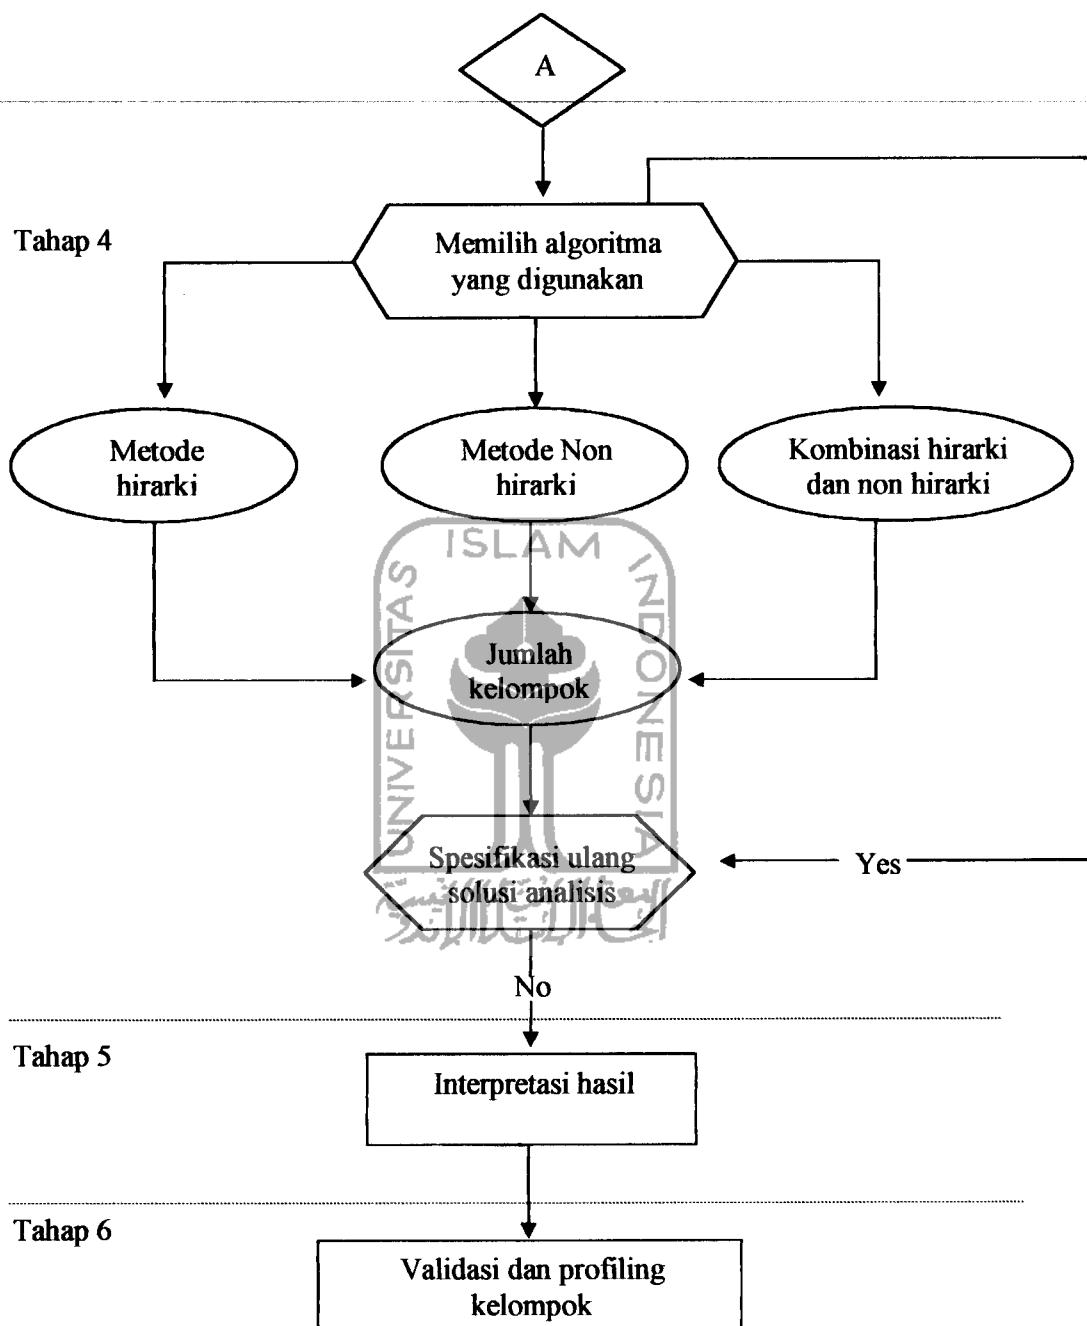 A
Tahap 4
Memilih algoritma
yang digunakan
Metode
hirarki
Metode Non
hirarki
Kombinasi hirarki
dan non hirarki
UNIVERSITAS
ISLAM
INDONESIA
Jumlah
kelompok
Spesifikasi ulang
solusi analisis
Yes
No
Tahap 5
Interpretasi hasil
Tahap 6
Validasi dan profiling
kelompok